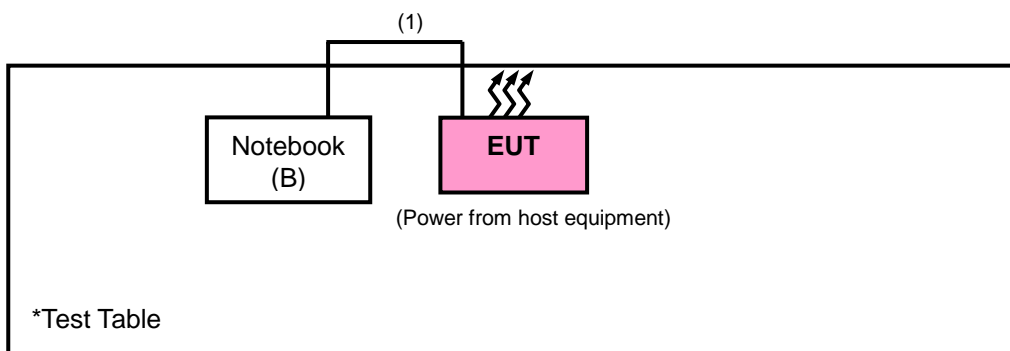 (1)
Notebook
(B)
EUT
(Power from host equipment)
*Test Table